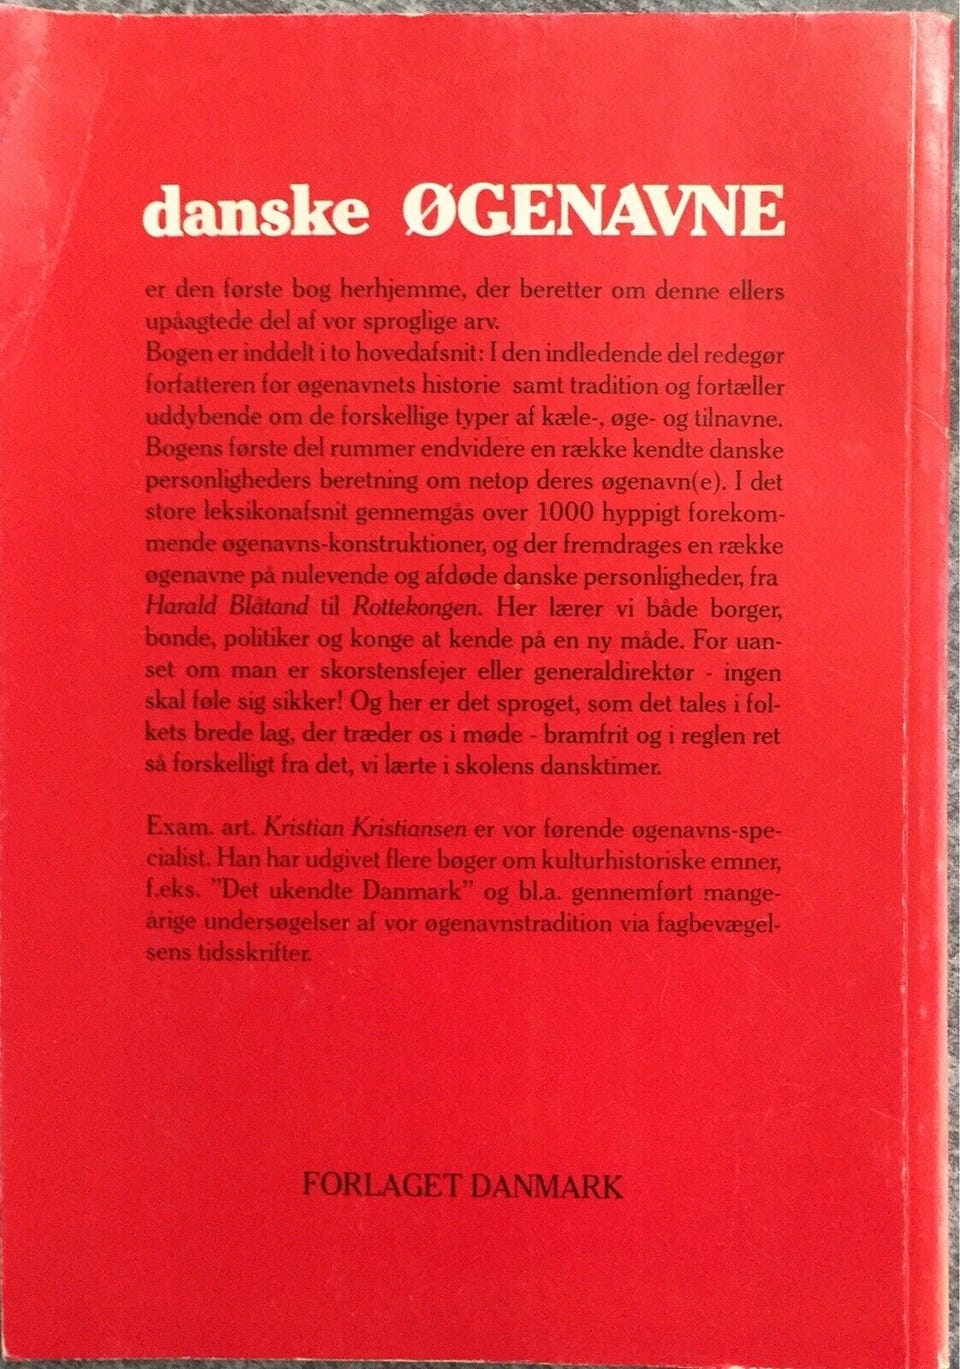 danske ØGENAVNE
er den første bog herhjemme, der beretter om denne ellers
upåagtede del af vor sproglige arv.
Bogen er inddelt i to hovedafsnit: I den indledende del redegør
forfatteren for øgenavnets historie samt tradition og fortæller
uddybende om de forskellige typer af kæle-, øge- og tilnavne.
Bogens første del rummer endvidere en række kendte danske
personligheders beretning om netop deres øgenavn(e). I det
store leksikonafsnit gennemgås over 1000 hyppigt forekom-
mende øgenavns-konstruktioner, og der fremdrages en række
øgenavne på nulevende og afdøde danske personligheder, fra
Harald Blåtand til Rottekongen. Her lærer vi både borger,
bonde, politiker og konge at kende på en ny måde. For uan-
set om man er skorstensfejer eller generaldirektør - ingen
skal føle sig sikker! Og her er det sproget, som det tales i fol-
kets brede lag, der træder os i møde - bramfrit og i reglen ret
så forskelligt fra det, vi lærte i skolens dansktimer.
Exam. art. Kristian Kristiansen er vor førende øgenavns-spe-
cialist. Han har udgivet flere bøger om kulturhistoriske emner,
f.eks. "Det ukendte Danmark" og bl.a. gennemført mange-
årige undersøgelser af vor øgenavnstradition via fagbevægel-
sens tidsskrifter.
FORLAGET DANMARK